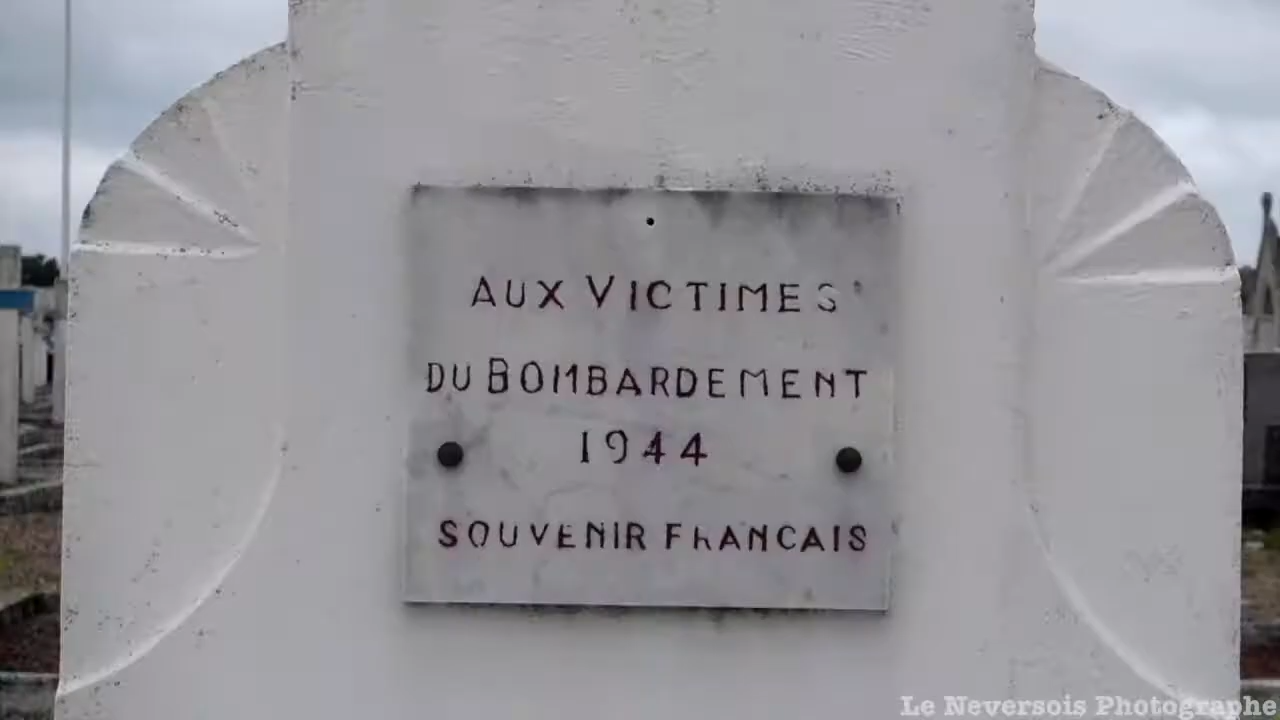 AUX VICTIMES
DU BOMBARDEMENT
1944
SOUVENIR FRANCAIS
Le Neversois Photographe